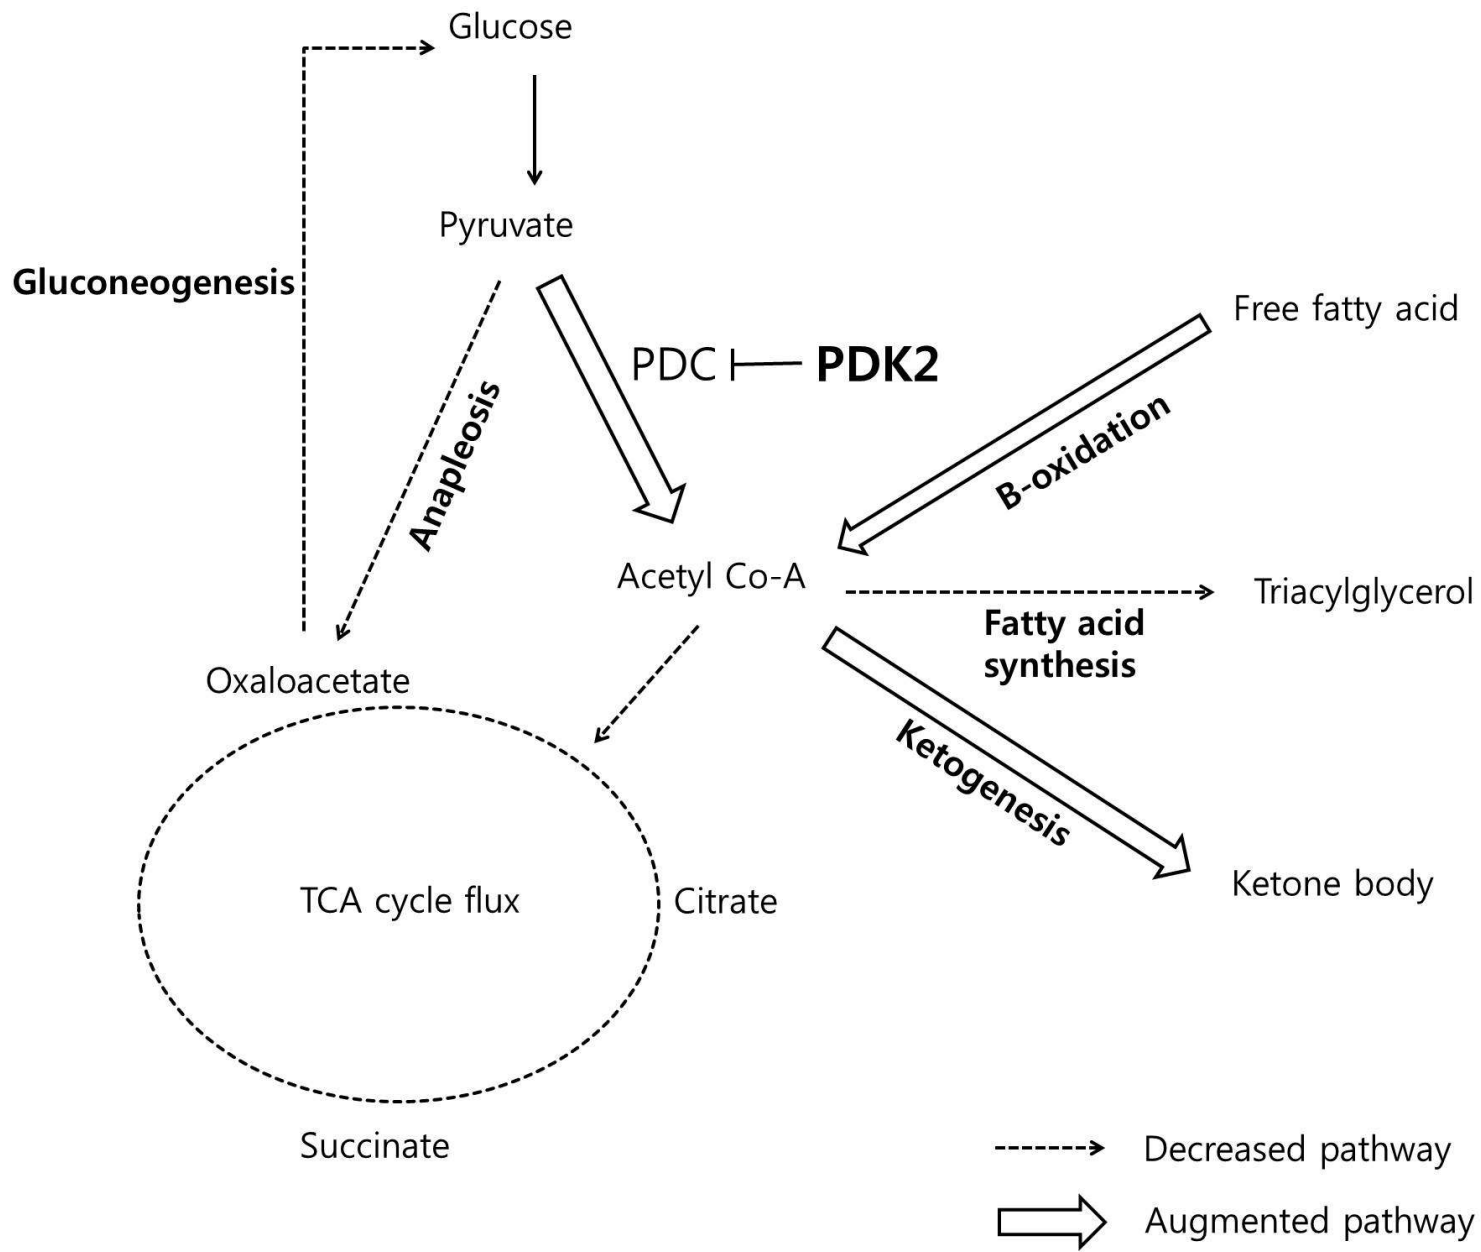 Glucose
Pyruvate
Gluconeogenesis
Free fatty acid
PDC
PDK2
Anapleosis
B-oxidation
Acetyl Co-A
Triacylglycerol
Fatty acid
synthesis
Oxaloacetate
Ketogenesis
Ketone body
TCA cycle flux
Citrate
Succinate
Decreased pathway
Augmented pathway